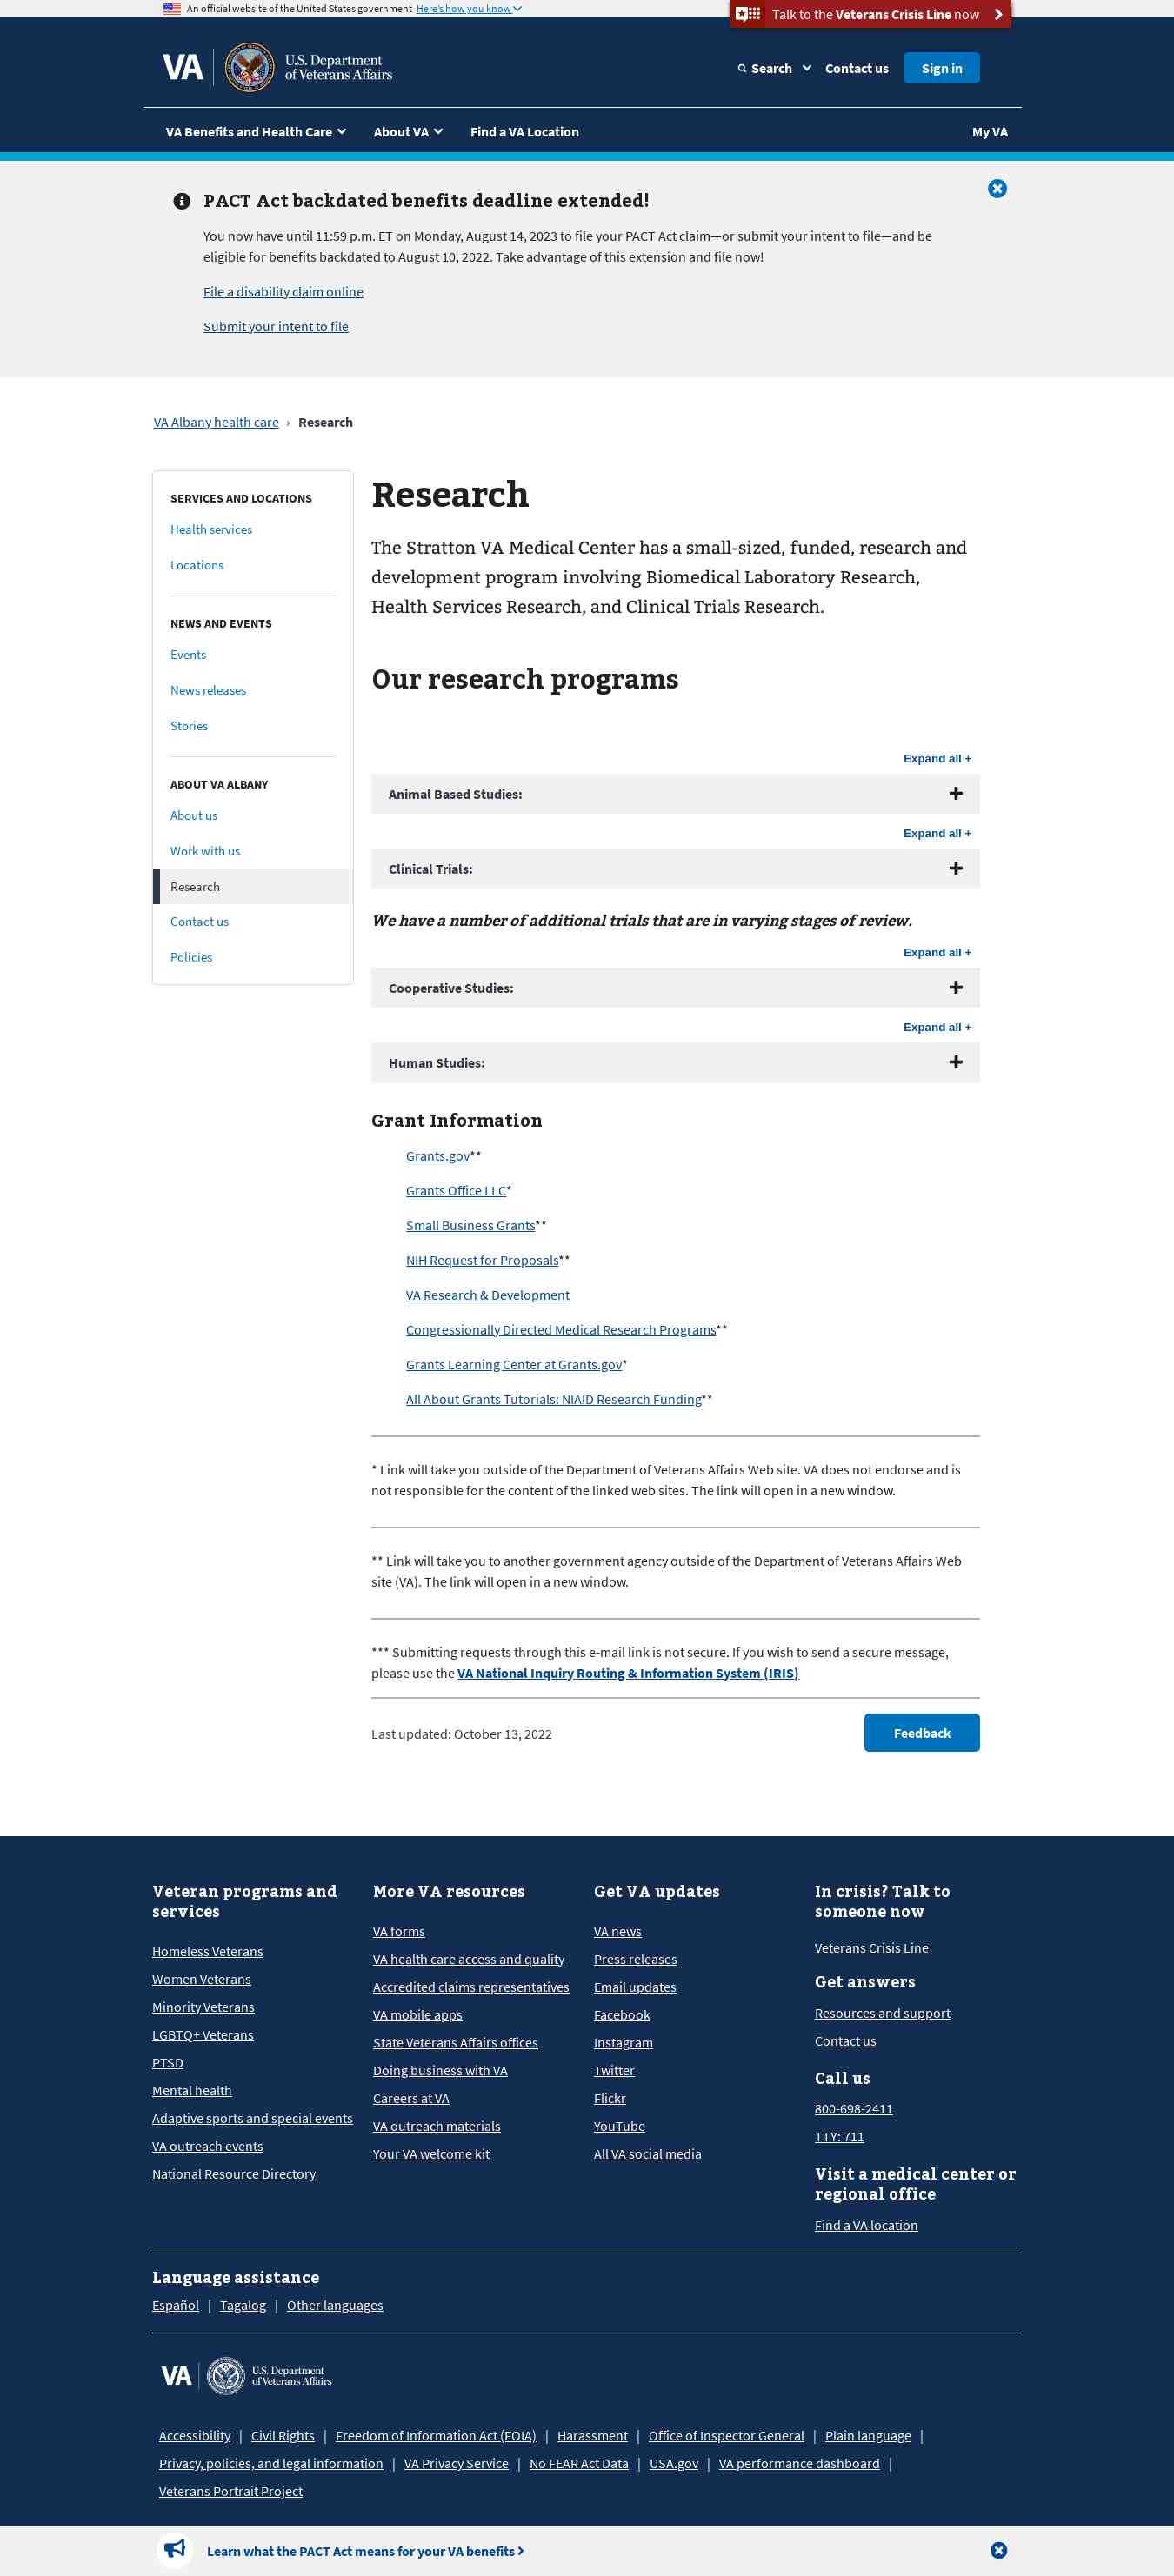 An official website of the United States government Here's how you know
Talk to the Veterans Crisis Line now
VA
U.S. Department
of Veterans Affairs
Search
Contact us
Sign in
VA Benefits and Health Care
About VA
Find a VA Location
My VA
PACT Act backdated benefits deadline extended!
You now have until 11:59 p.m. ET on Monday, August 14, 2023 to file your PACT Act claim—or submit your intent to file—and be
eligible for benefits backdated to August 10, 2022. Take advantage of this extension and file now!
File a disability claim online
Submit your intent to file
VA Albany health care › Research
SERVICES AND LOCATIONS
Health services
Locations
NEWS AND EVENTS
Events
News releases
Stories
ABOUT VA ALBANY
About us
Work with us
Research
Contact us
Policies
Research
The Stratton VA Medical Center has a small-sized, funded, research and
development program involving Biomedical Laboratory Research,
Health Services Research, and Clinical Trials Research.
Our research programs
Expand all +
Animal Based Studies:
Expand all +
Clinical Trials:
We have a number of additional trials that are in varying stages of review.
Expand all +
Cooperative Studies:
Expand all +
Human Studies:
Grant Information
Grants.gov**
Grants Office LLC*
Small Business Grants**
NIH Request for Proposals**
VA Research & Development
Congressionally Directed Medical Research Programs**
Grants Learning Center at Grants.gov*
All About Grants Tutorials: NIAID Research Funding**
* Link will take you outside of the Department of Veterans Affairs Web site. VA does not endorse and is
not responsible for the content of the linked web sites. The link will open in a new window.
** Link will take you to another government agency outside of the Department of Veterans Affairs Web
site (VA). The link will open in a new window.
*** Submitting requests through this e-mail link is not secure. If you wish to send a secure message,
please use the VA National Inquiry Routing & Information System (IRIS)
Last updated: October 13, 2022
Feedback
Veteran programs and
services
Homeless Veterans
Women Veterans
Minority Veterans
LGBTQ+ Veterans
PTSD
Mental health
Adaptive sports and special events
VA outreach events
National Resource Directory
More VA resources
VA forms
VA health care access and quality
Accredited claims representatives
VA mobile apps
State Veterans Affairs offices
Doing business with VA
Careers at VA
VA outreach materials
Your VA welcome kit
Get VA updates
VA news
Press releases
Email updates
Facebook
Instagram
Twitter
Flickr
YouTube
All VA social media
In crisis? Talk to
someone now
Veterans Crisis Line
Get answers
Resources and support
Contact us
Call us
800-698-2411
TTY: 711
Visit a medical center or
regional office
Find a VA location
Language assistance
Español | Tagalog | Other languages
VA
U.S. Department
of Veterans Affairs
Accessibility | Civil Rights | Freedom of Information Act (FOIA) | Harassment | Office of Inspector General | Plain language |
Privacy, policies, and legal information | VA Privacy Service | No FEAR Act Data | USA.gov | VA performance dashboard |
Veterans Portrait Project
Learn what the PACT Act means for your VA benefits